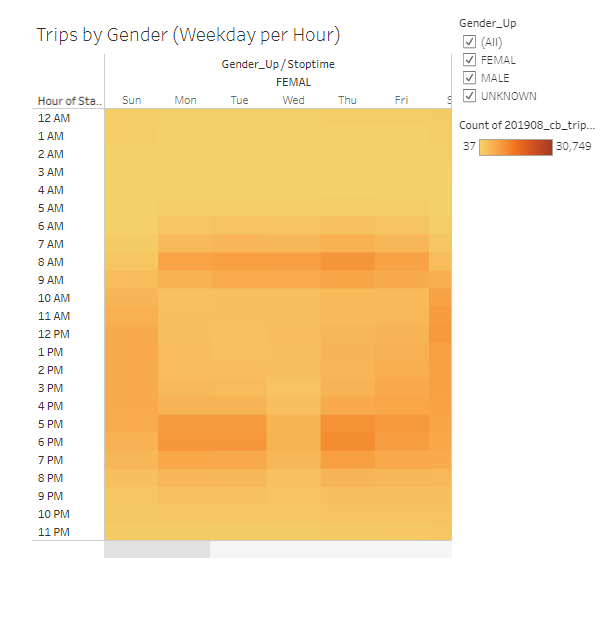 Trips by Gender (Weekday per Hour)
Gender_Up / Stoptime
FEMAL
Hour of Sta.. Sun Mon Tue Wed Thu Fri S
12 AM
1 AM
2 AM
3 AM
4 AM
5 AM
6 AM
7 AM
8 AM
9 AM
10 AM
11 AM
12 PM
1 PM
2 PM
3 PM
4 PM
5 PM
6 PM
7 PM
8 PM
9 PM
10 PM
11 PM
Gender_Up
(All)
FEMAL
MALE
UNKNOWN
Count of 201908_cb_trip...
37 30,749